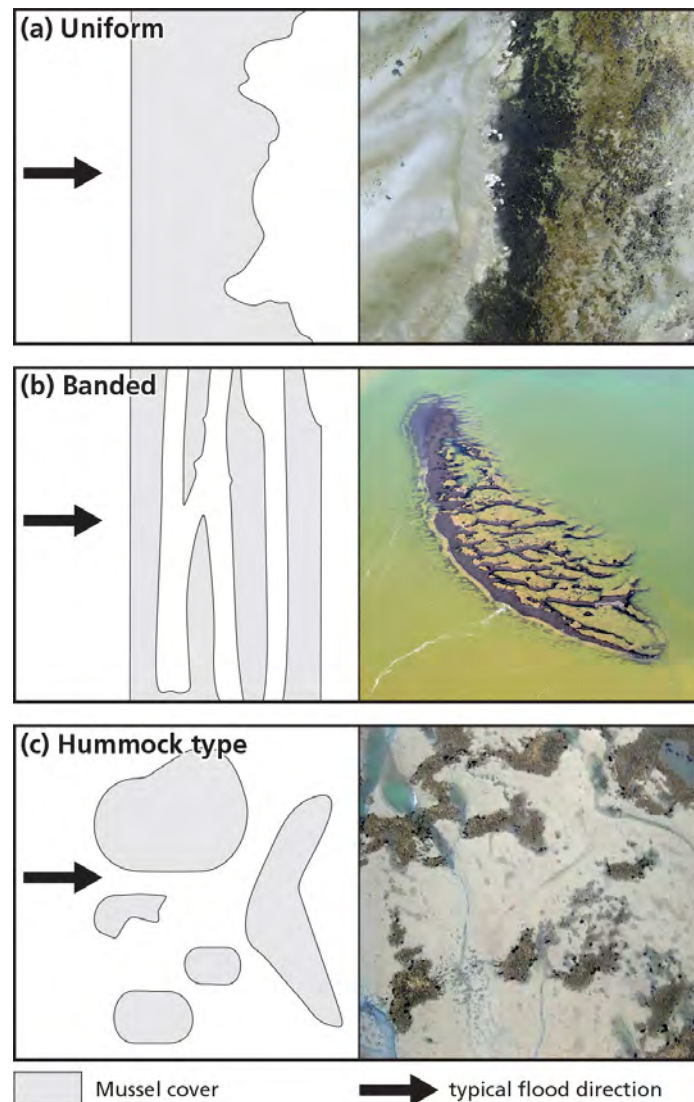 (a) Uniform
(b) Banded
(c) Hummock type
Mussel cover
typical flood direction